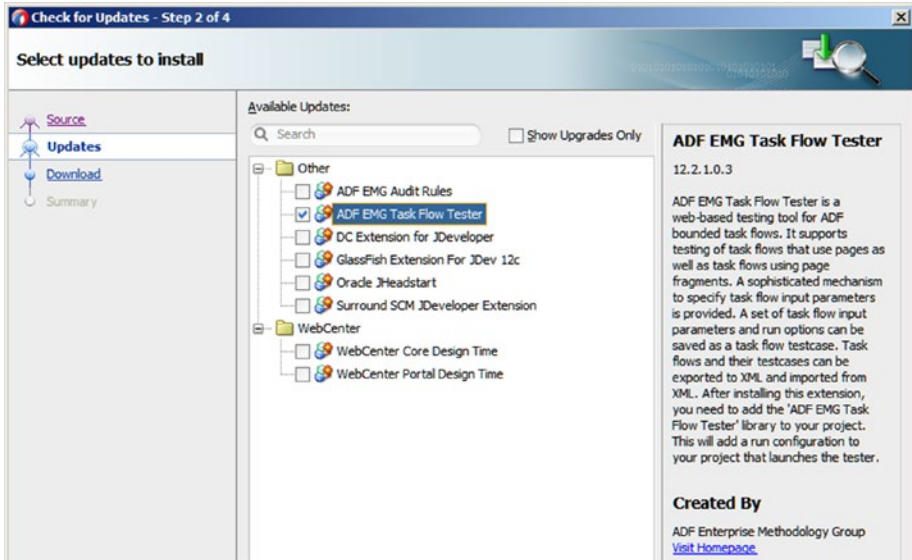 Check for Updates - Step 2 of 4
Select updates to install
Source
Updates
Download
Summary
Available Updates:
Search
Show Upgrades Only
Other
ADF EMG Audit Rules
ADF EMG Task Flow Tester
DC Extension for JDeveloper
GlassFish Extension For JDev 12c
Oracle JHeadstart
Surround SCM JDeveloper Extension
WebCenter
WebCenter Core Design Time
WebCenter Portal Design Time
ADF EMG Task Flow Tester
12.2.1.0.3
ADF EMG Task Flow Tester is a
web-based testing tool for ADF
bounded task flows. It supports
testing of task flows that use pages as
well as task flows using page
fragments. A sophisticated mechanism
to specify task flow input parameters
is provided. A set of task flow input
parameters and run options can be
saved as a task flow testcase. Task
flows and their testcases can be
exported to XML and imported from
XML. After installing this extension,
you need to add the 'ADF EMG Task
Flow Tester' library to your project.
This will add a run configuration to
your project that launches the tester.
Created By
ADF Enterprise Methodology Group
Visit Homepage